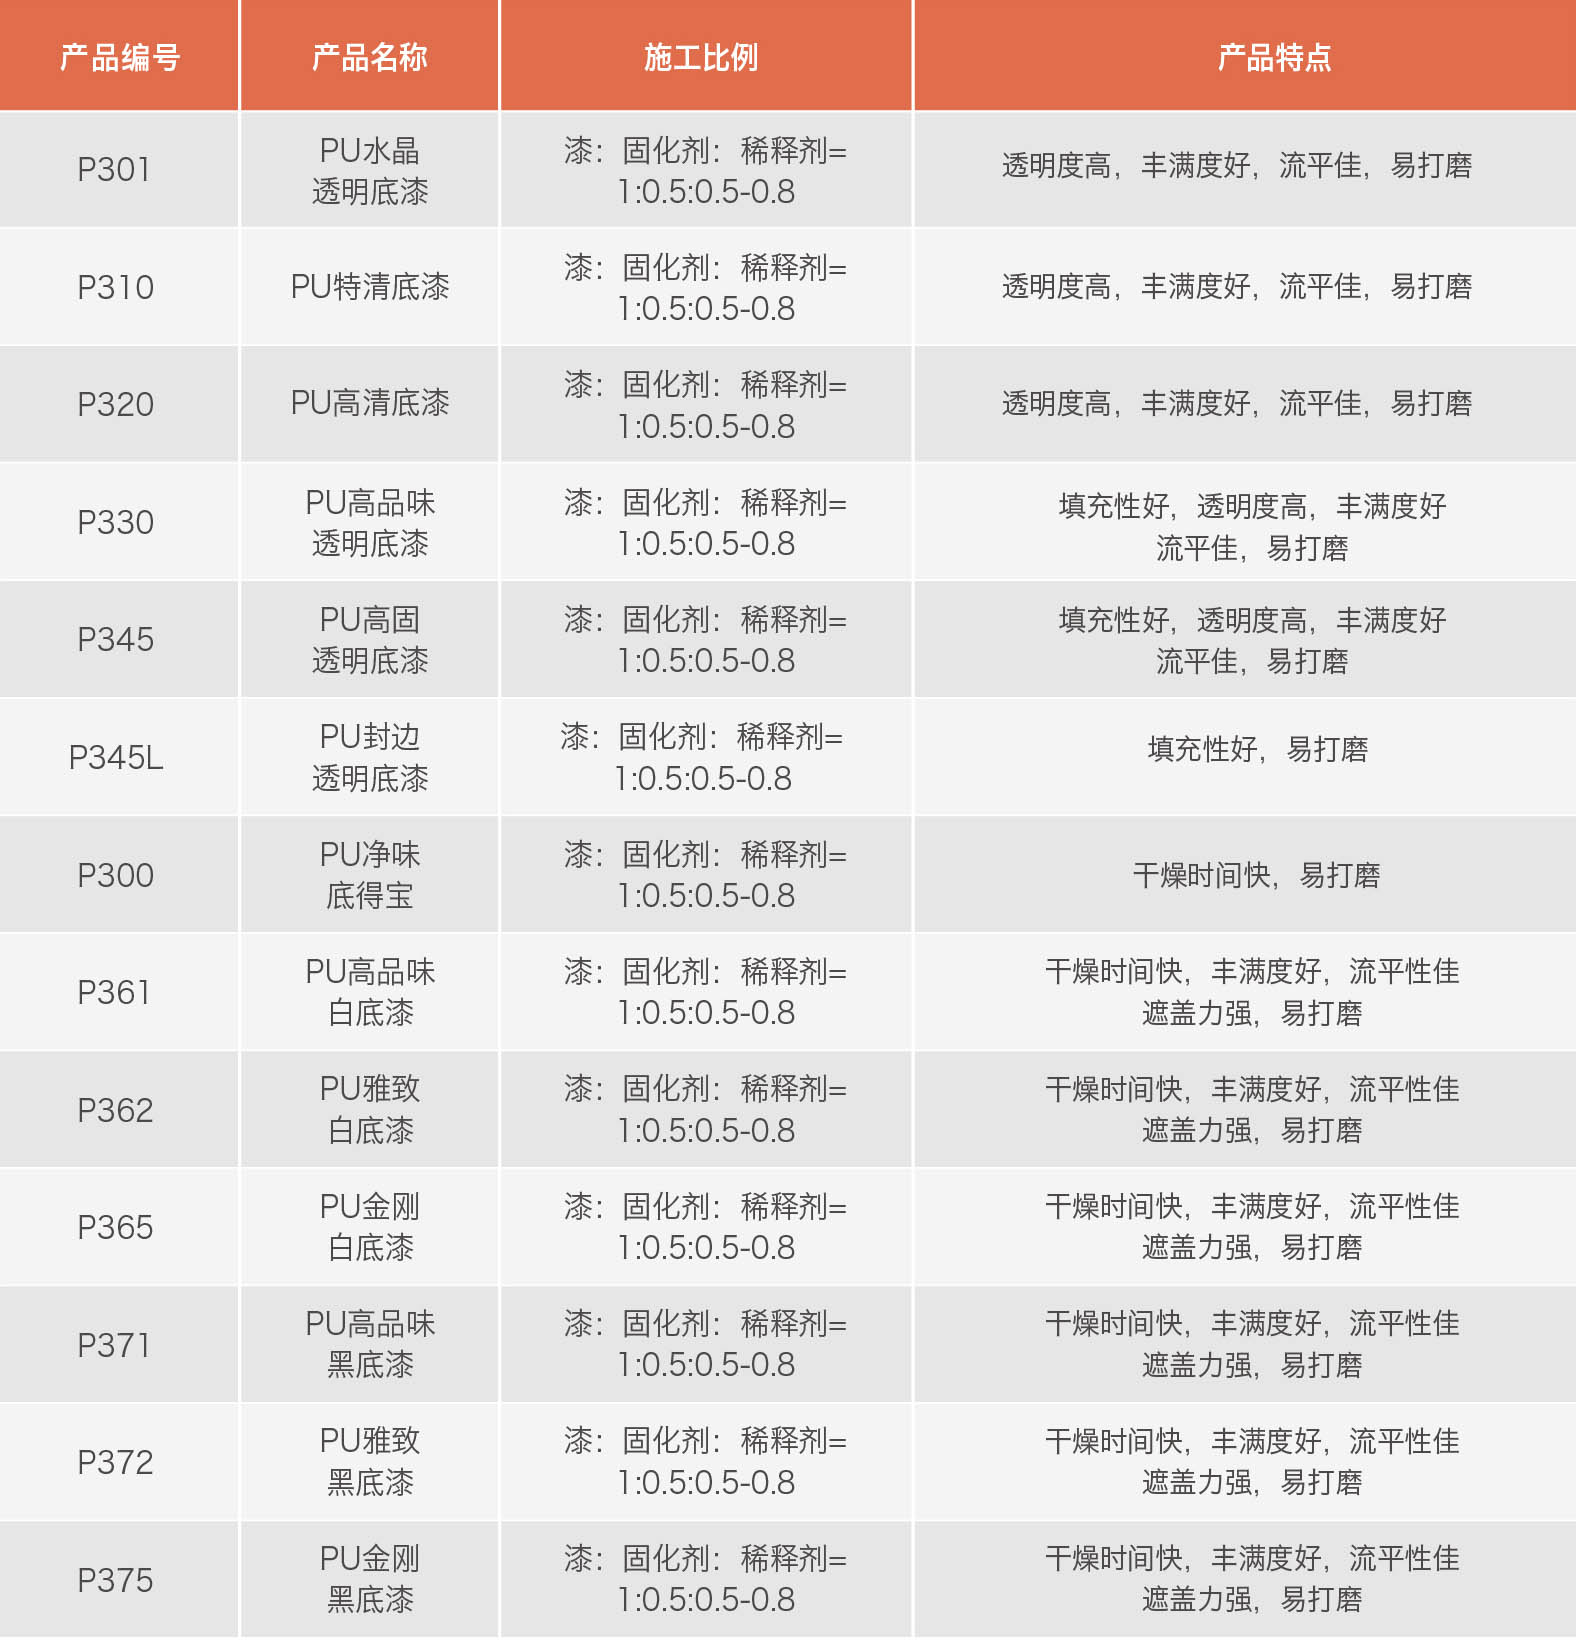 产品编号 产品名称 施工比例 产品特点
P301
PU水晶
透明底漆
漆：固化剂：稀释剂=
1:0.5:0.5-0.8
透明度高，丰满度好，流平佳，易打磨
P310
PU特清底漆
漆：固化剂：稀释剂=
1:0.5:0.5-0.8
透明度高，丰满度好，流平佳，易打磨
P320
PU高清底漆
漆：固化剂：稀释剂=
1:0.5:0.5-0.8
透明度高，丰满度好，流平佳，易打磨
P330
PU高品味
透明底漆
漆：固化剂：稀释剂=
1:0.5:0.5-0.8
填充性好，透明度高，丰满度好
流平佳，易打磨
P345
PU高固
透明底漆
漆：固化剂：稀释剂=
1:0.5:0.5-0.8
填充性好，透明度高，丰满度好
流平佳，易打磨
P345L
PU封边
透明底漆
漆：固化剂：稀释剂=
1:0.5:0.5-0.8
填充性好，易打磨
P300
PU净味
底得宝
漆：固化剂：稀释剂=
1:0.5:0.5-0.8
干燥时间快，易打磨
P361
PU高品味
白底漆
漆：固化剂：稀释剂=
1:0.5:0.5-0.8
干燥时间快，丰满度好，流平性佳
遮盖力强，易打磨
P362
PU雅致
白底漆
漆：固化剂：稀释剂=
1:0.5:0.5-0.8
干燥时间快，丰满度好，流平性佳
遮盖力强，易打磨
P365
PU金刚
白底漆
漆：固化剂：稀释剂=
1:0.5:0.5-0.8
干燥时间快，丰满度好，流平性佳
遮盖力强，易打磨
P371
PU高品味
黑底漆
漆：固化剂：稀释剂=
1:0.5:0.5-0.8
干燥时间快，丰满度好，流平性佳
遮盖力强，易打磨
P372
PU雅致
黑底漆
漆：固化剂：稀释剂=
1:0.5:0.5-0.8
干燥时间快，丰满度好，流平性佳
遮盖力强，易打磨
P375
PU金刚
黑底漆
漆：固化剂：稀释剂=
1:0.5:0.5-0.8
干燥时间快，丰满度好，流平性佳
遮盖力强，易打磨